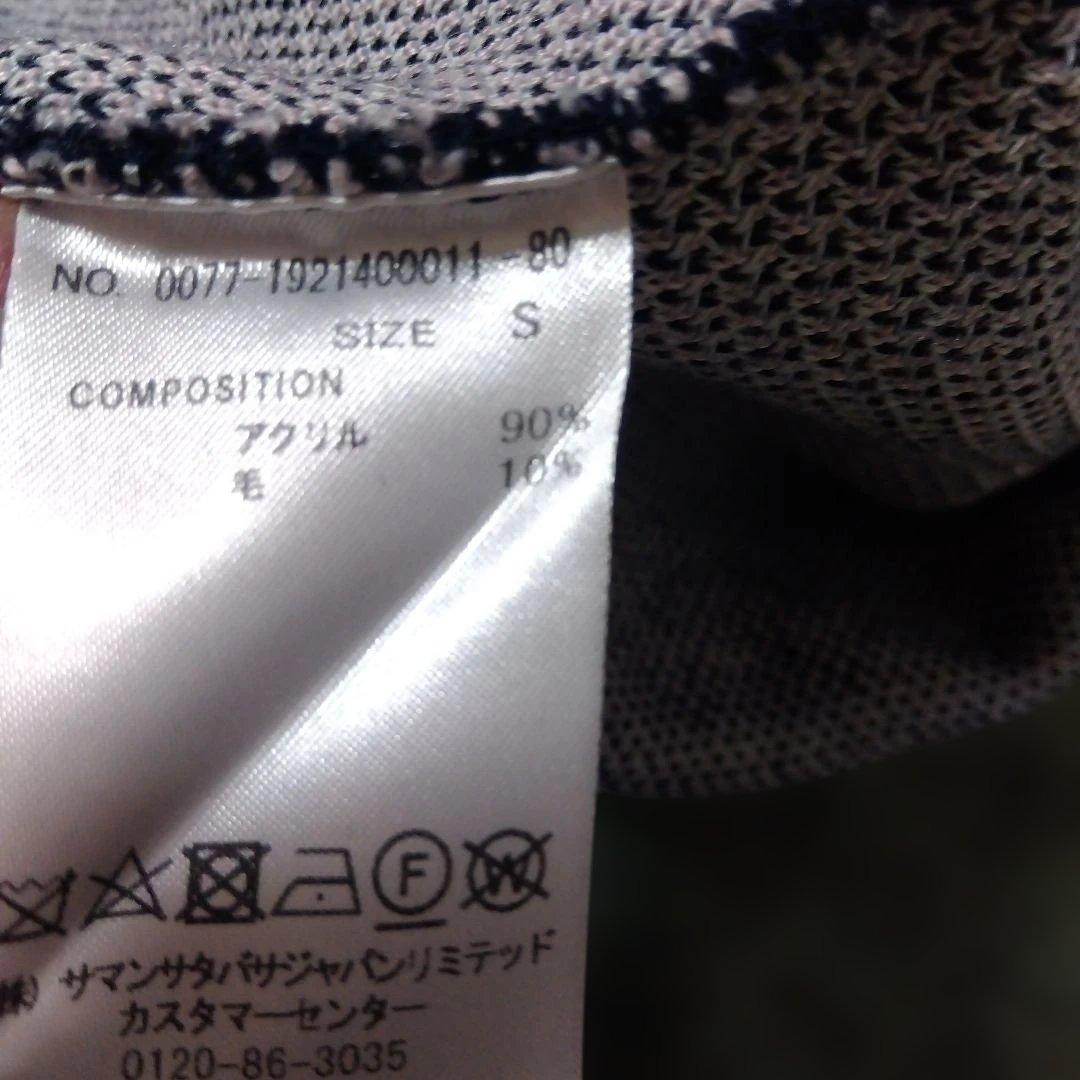 NO. 0077-1921400011-80
SIZE S
COMPOSITION
アクリル 90%
毛 10%
F W
㈱ サマンサタバサジャパンリミテッド
カスタマーセンター
0120-86-3035